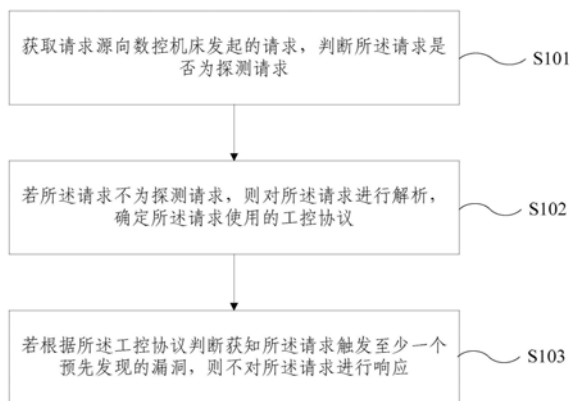 获取请求源向数控机床发起的请求，判断所述请求是
否为探测请求
S101
若所述请求不为探测请求，则对所述请求进行解析，
确定所述请求使用的工控协议
S102
若根据所述工控协议判断获知所述请求触发至少一个
预先发现的漏洞，则不对所述请求进行响应
S103